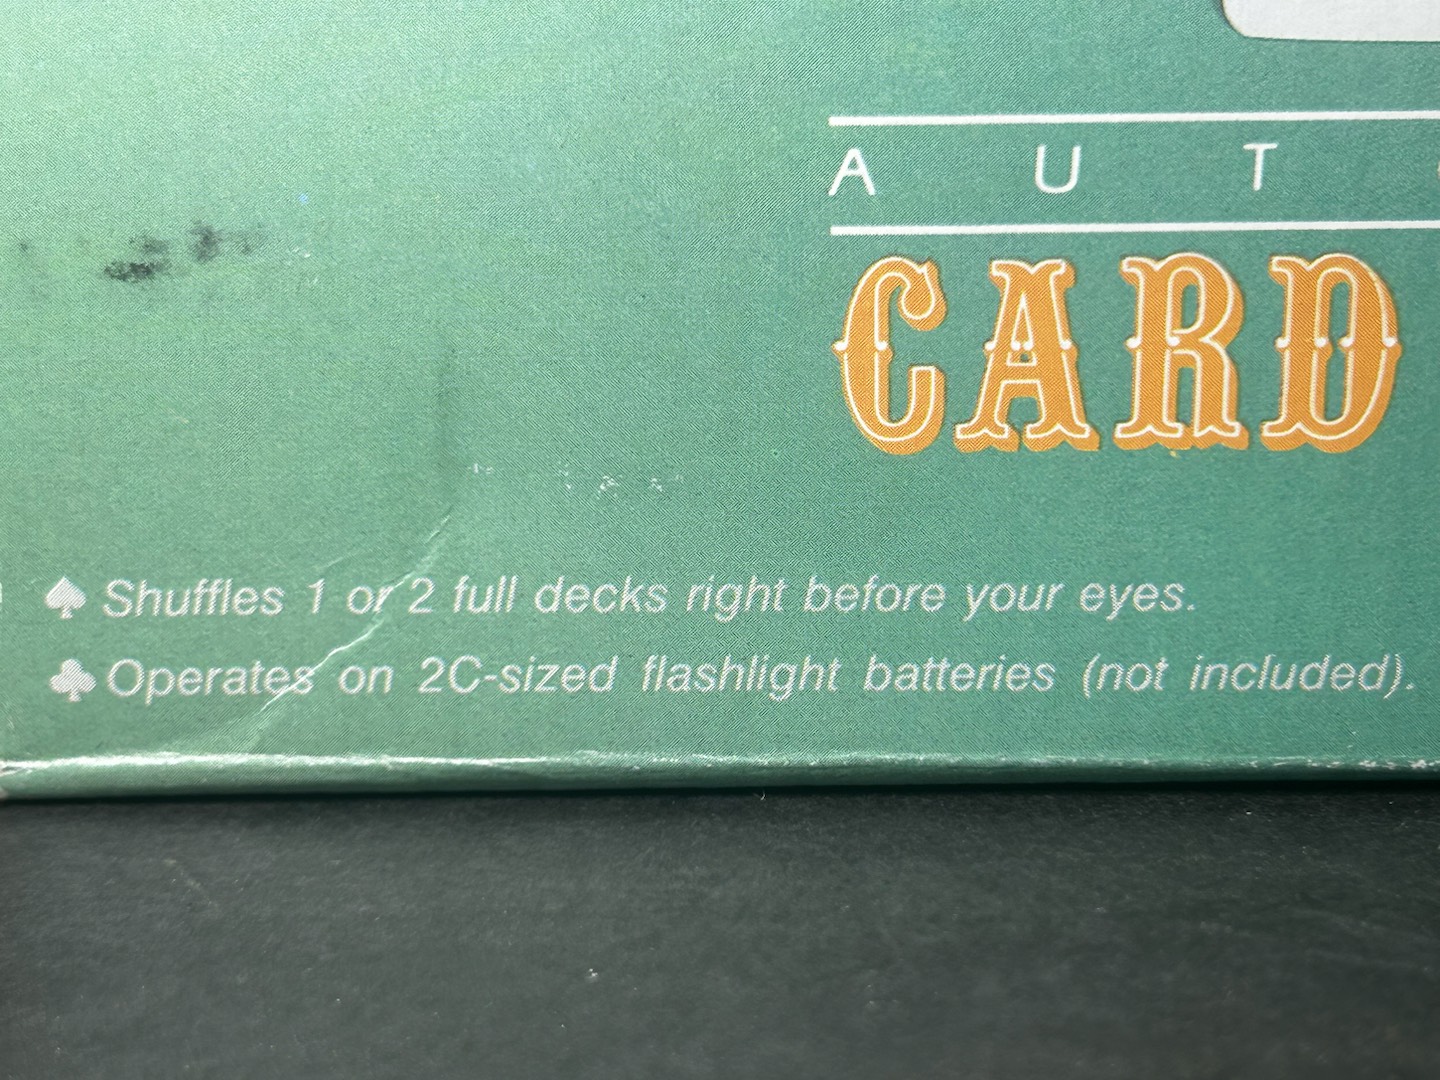 A U T
CARD
♠ Shuffles 1 or 2 full decks right before your eyes.
♣ Operates on 2C-sized flashlight batteries (not included).